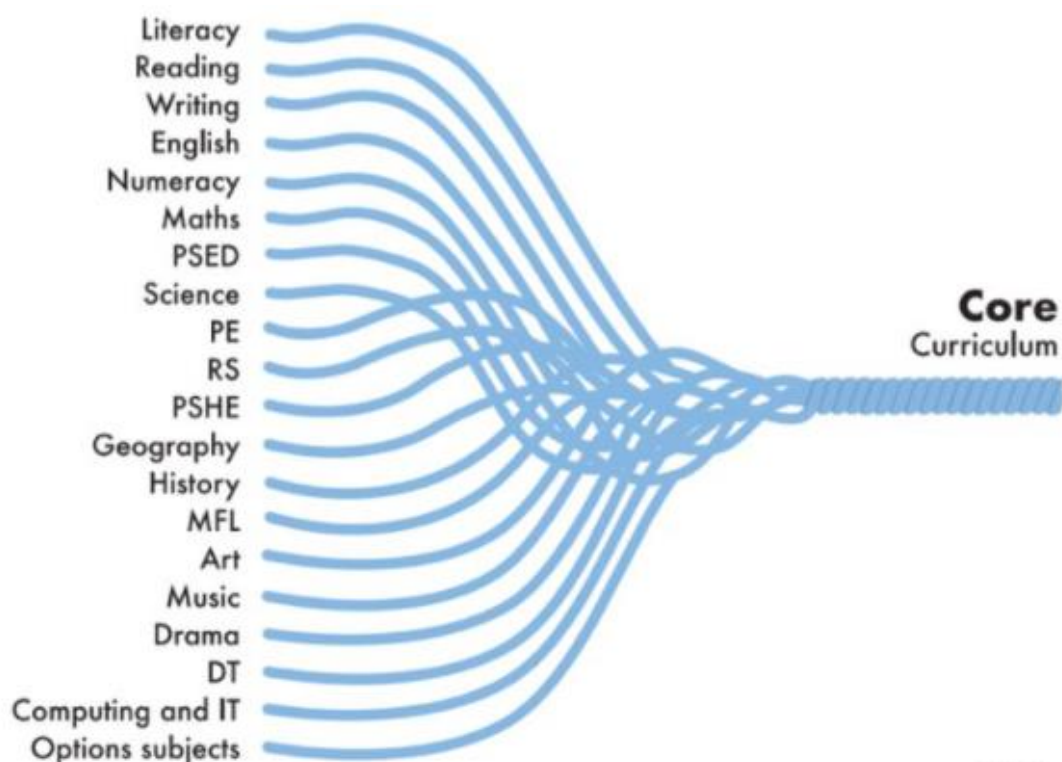 Literacy
Reading
Writing
English
Numeracy
Maths
PSED
Science
PE
RS
PSHE
Geography
History
MFL
Art
Music
Drama
DT
Computing and IT
Options subjects
Core
Curriculum